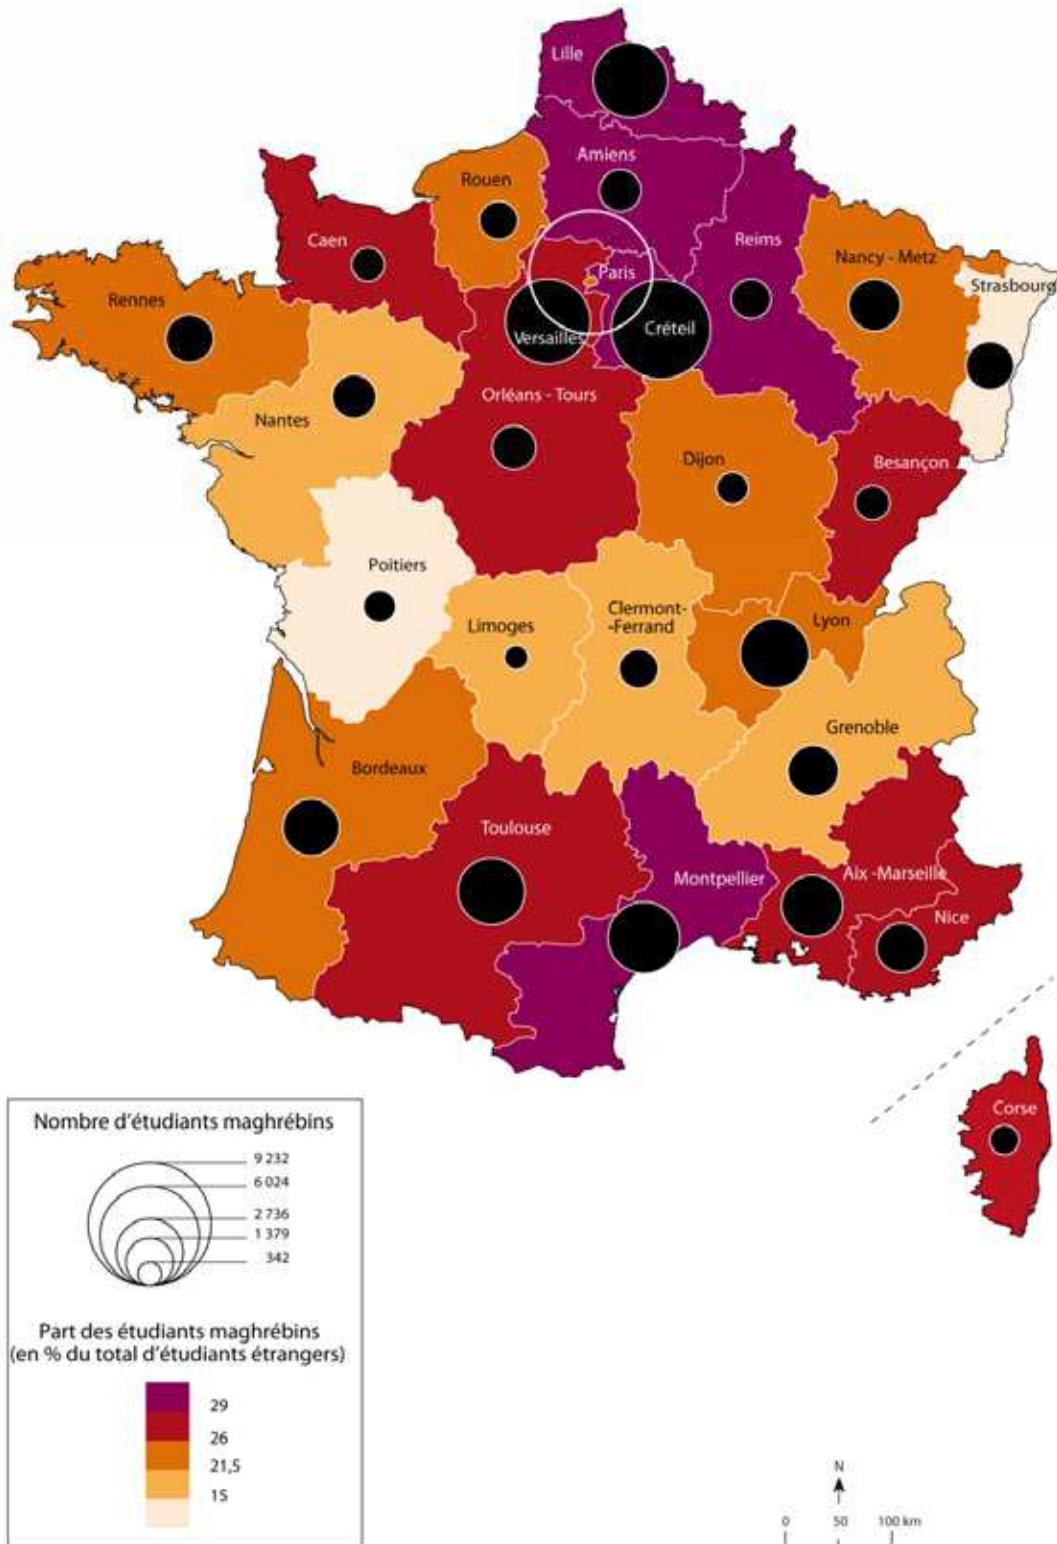 Lille
Amiens
Rouen
Reims
Caen
Paris
Nancy - Metz
Strasbourg
Rennes
Versailles
Créteil
Orléans - Tours
Nantes
Dijon
Besançon
Poitiers
Limoges
Clermont-
-Ferrand
Lyon
Grenoble
Bordeaux
Toulouse
Montpellier
Aix -Marseille
Nice
Corse
Nombre d'étudiants maghrébins
9 232
6 024
2 736
1 379
342
Part des étudiants maghrébins
(en % du total d'étudiants étrangers)
29
26
21,5
15
N
0 50 100 km